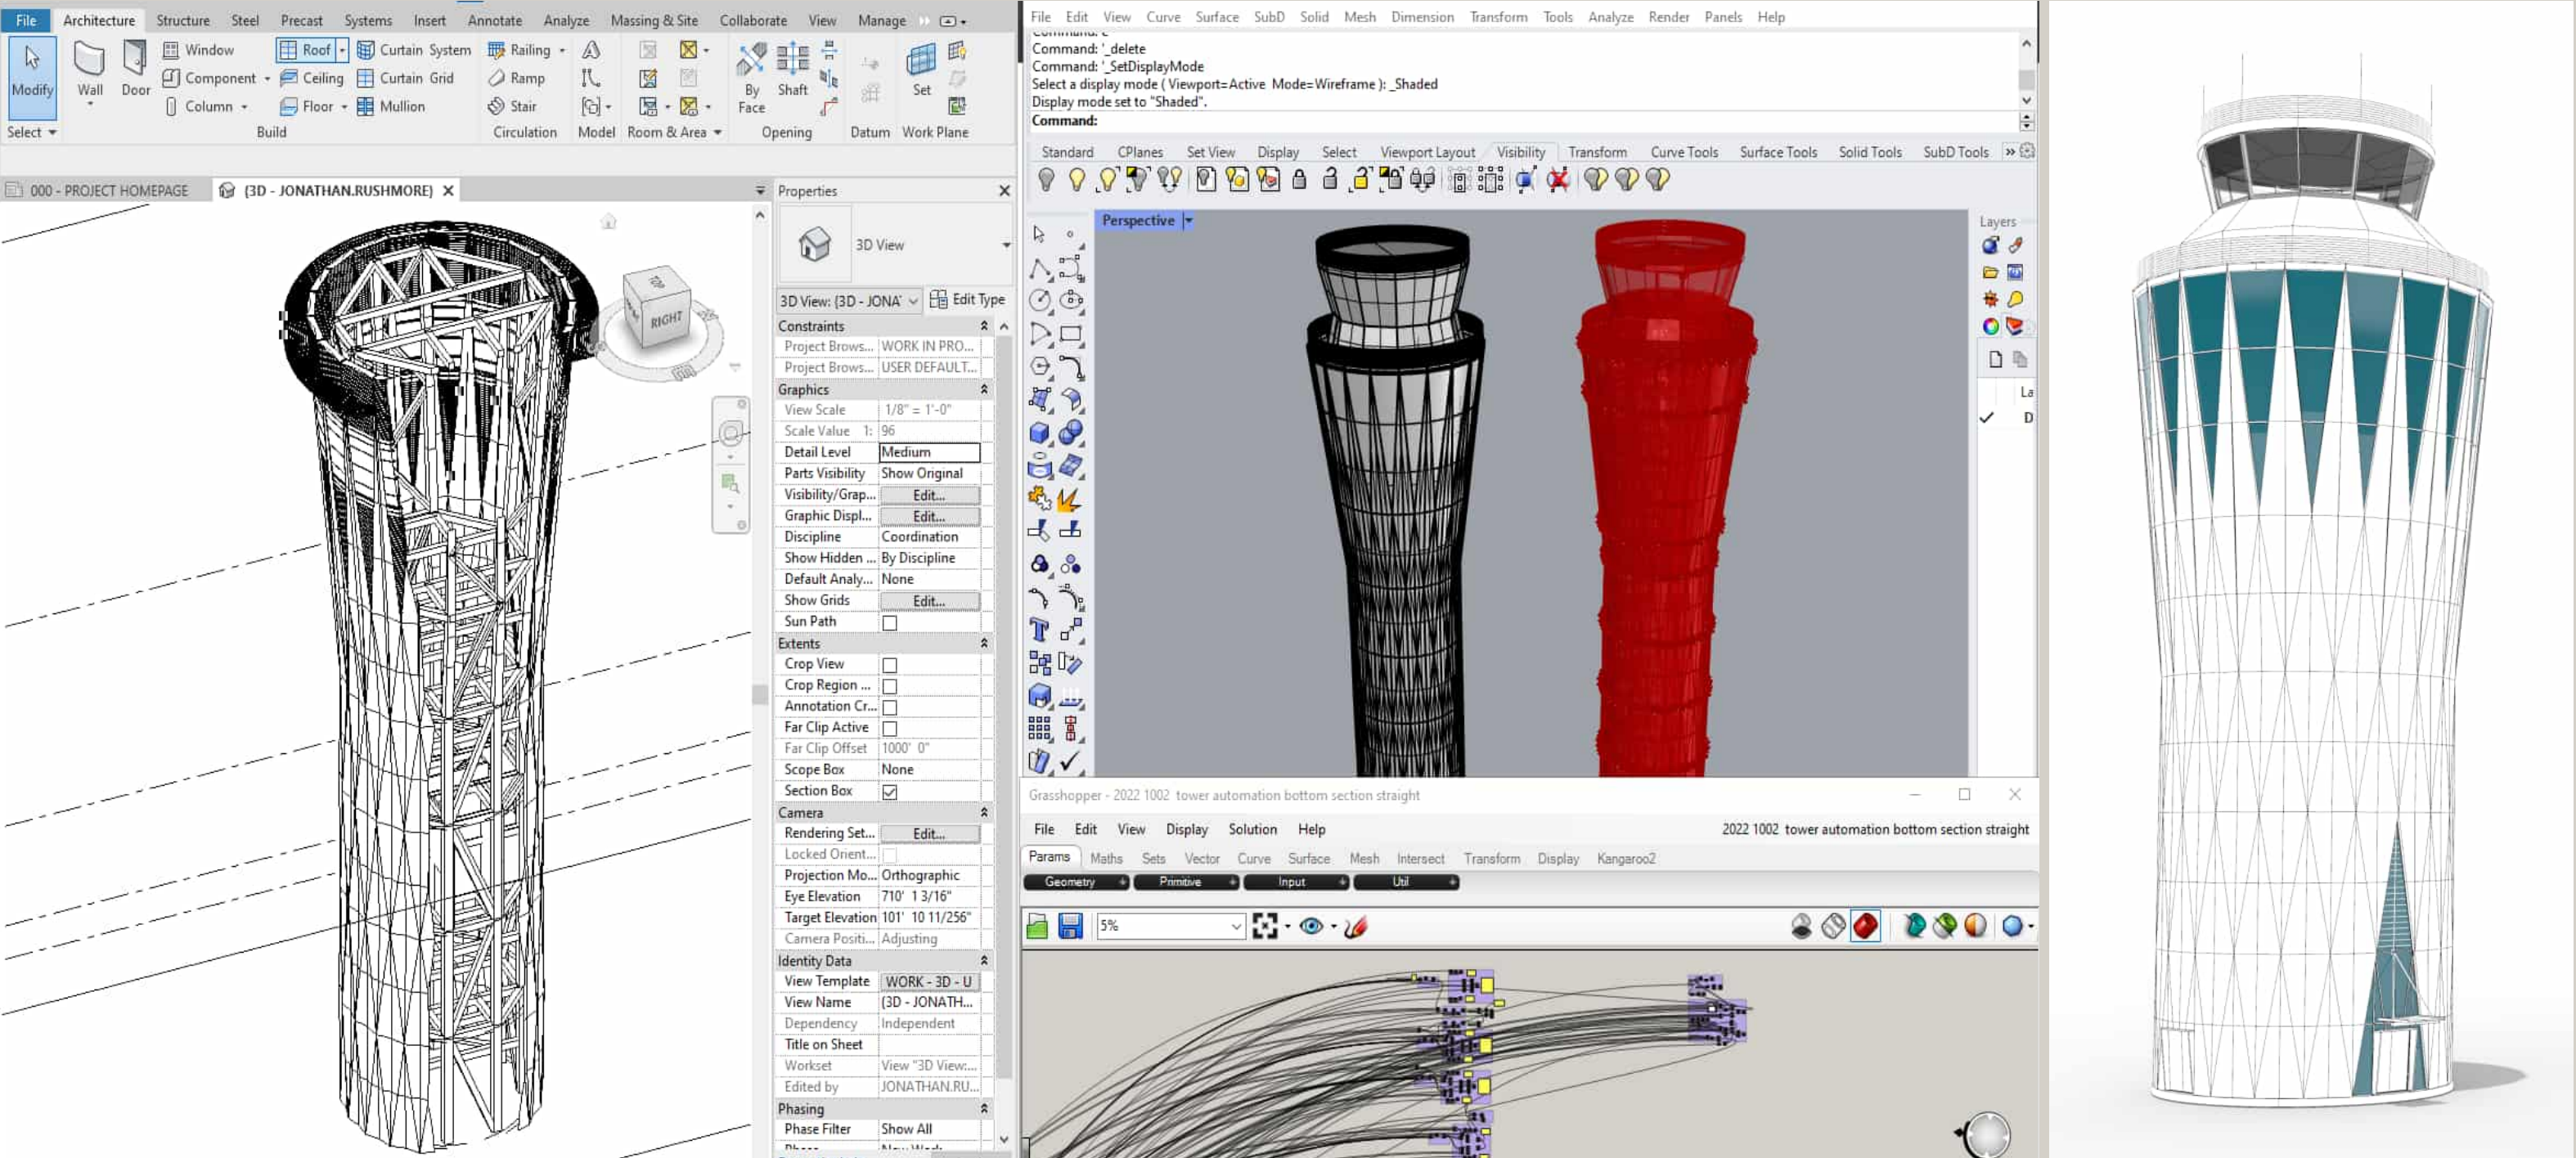 File Architecture Structure Steel Precast Systems Insert Annotate Analyze Massing & Site Collaborate View Manage
Modify
Wall
Door
Window
Component
Column
Roof
Ceiling
Floor
Curtain System
Curtain Grid
Mullion
Railing
Ramp
Stair
By
Face
Shaft
Set
Select
Build
Circulation
Model
Room & Area
Opening
Datum
Work Plane
000 - PROJECT HOMEPAGE
{3D - JONATHAN.RUSHMORE}
RIGHT
Properties
3D View
3D View: {3D - JONA'
Edit Type
Constraints
Project Brows... WORK IN PRO...
Project Brows... USER DEFAULT...
Graphics
View Scale 1/8" = 1'-0"
Scale Value 1: 96
Detail Level Medium
Parts Visibility Show Original
Visibility/Grap... Edit...
Graphic Displ... Edit...
Discipline Coordination
Show Hidden ... By Discipline
Default Analy... None
Show Grids Edit...
Sun Path
Extents
Crop View
Crop Region ...
Annotation Cr...
Far Clip Active
Far Clip Offset 1000' 0"
Scope Box None
Section Box
Camera
Rendering Set... Edit...
Locked Orient...
Projection Mo... Orthographic
Eye Elevation 710' 1 3/16"
Target Elevation 101' 10 11/256"
Camera Positi... Adjusting
Identity Data
View Template WORK - 3D - U
View Name {3D - JONATH...
Dependency Independent
Title on Sheet
Workset View "3D View:...
Edited by JONATHAN.RU...
Phasing
Phase Filter Show All
File Edit View Curve Surface SubD Solid Mesh Dimension Transform Tools Analyze Render Panels Help
Command: '_delete
Command: '_SetDisplayMode
Select a display mode ( Viewport=Active Mode=Wireframe ): _Shaded
Display mode set to "Shaded".
Command:
Standard CPlanes Set View Display Select Viewport Layout Visibility Transform Curve Tools Surface Tools Solid Tools SubD Tools
Perspective
Layers
La
D
Grasshopper - 2022 1002 tower automation bottom section straight
File Edit View Display Solution Help
2022 1002 tower automation bottom section straight
Params Maths Sets Vector Curve Surface Mesh Intersect Transform Display Kangaroo2
Geometry Primitive Input Util
5%